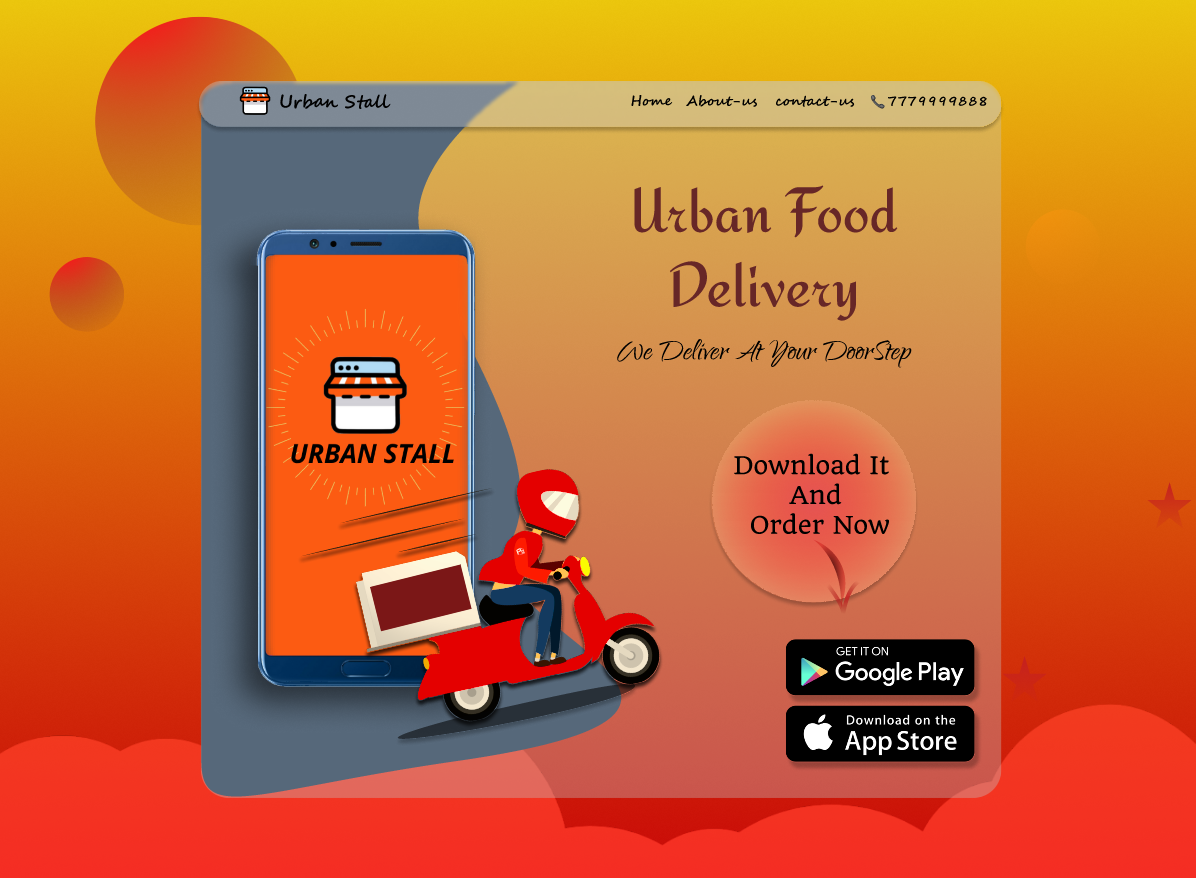 Urban Stall
Home About-us contact-us 7779999888
Urban Food
Delivery
We Deliver At Your DoorStep
URBAN STALL
Download It
And
Order Now
GET IT ON
Google Play
Download on the
App Store